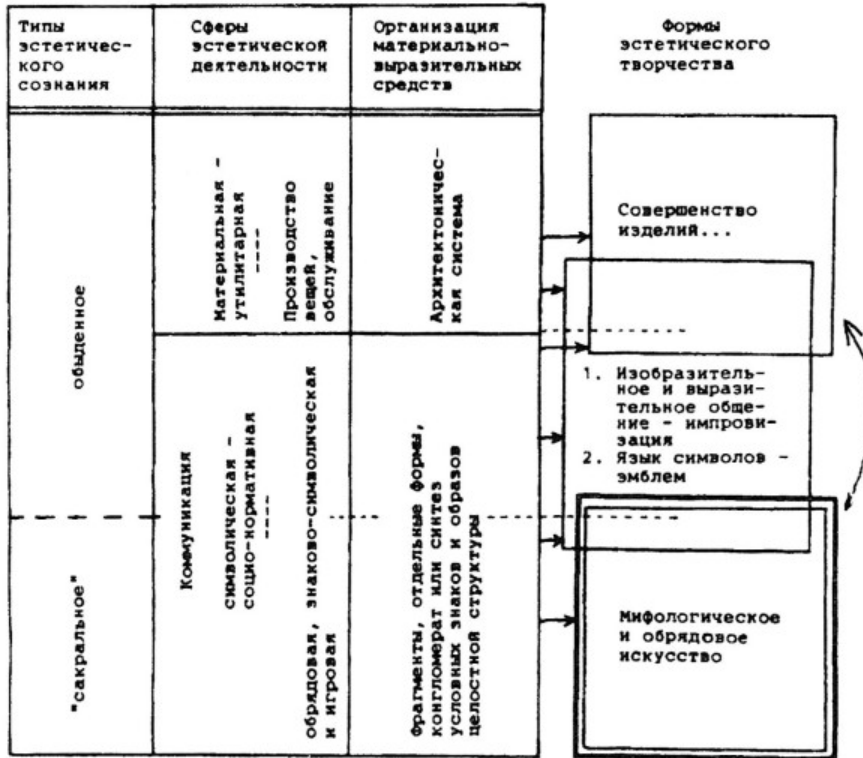 Типы
эстетичес-
кого
сознания
Сферы
эстетической
деятельности
Организация
материально-
выразительных
средств
Формы
эстетического
творчества
обыденное
"сакральное"
Материальная -
утилитарная
----
Производство
вещей,
обслуживание
Коммуникация
символическая -
социо-нормативная
----
обрядовая, знаково-символическая
и игровая
Архитектоничес-
кая система
Фрагменты, отдельные формы,
конгломерат или синтез
условных знаков и образов
целостной структуры
Совершенство
изделий...
1. Изобразитель-
ное и вырази-
тельное обще-
ние - импрови-
зация
2. Язык символов -
эмблем
Мифологическое
и обрядовое
искусство